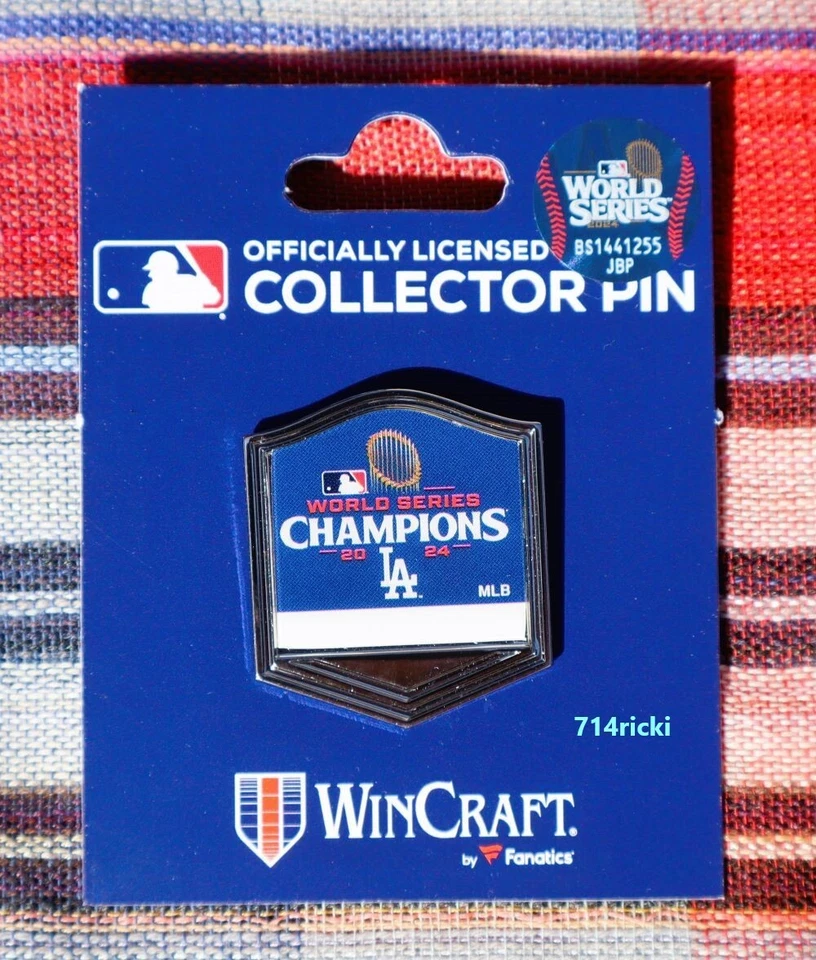 WORLD
SERIES
2024
BS1441255
JBP
OFFICIALLY LICENSED
COLLECTOR PIN
WORLD SERIES
CHAMPIONS
20 24
LA
MLB
714ricki
WINCRAFT.
by Fanatics